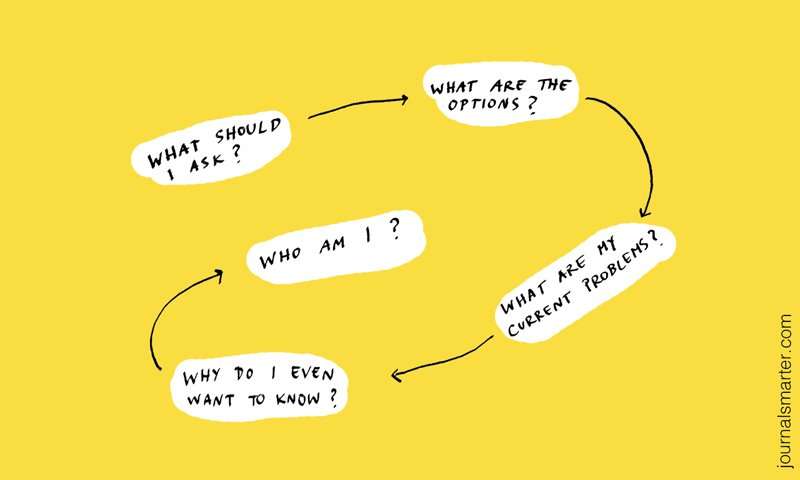 WHAT SHOULD
I ASK?
WHAT ARE THE
OPTIONS?
WHAT ARE MY
CURRENT PROBLEMS?
WHY DO I EVEN
WANT TO KNOW?
WHO AM I?
journalsmarter.com